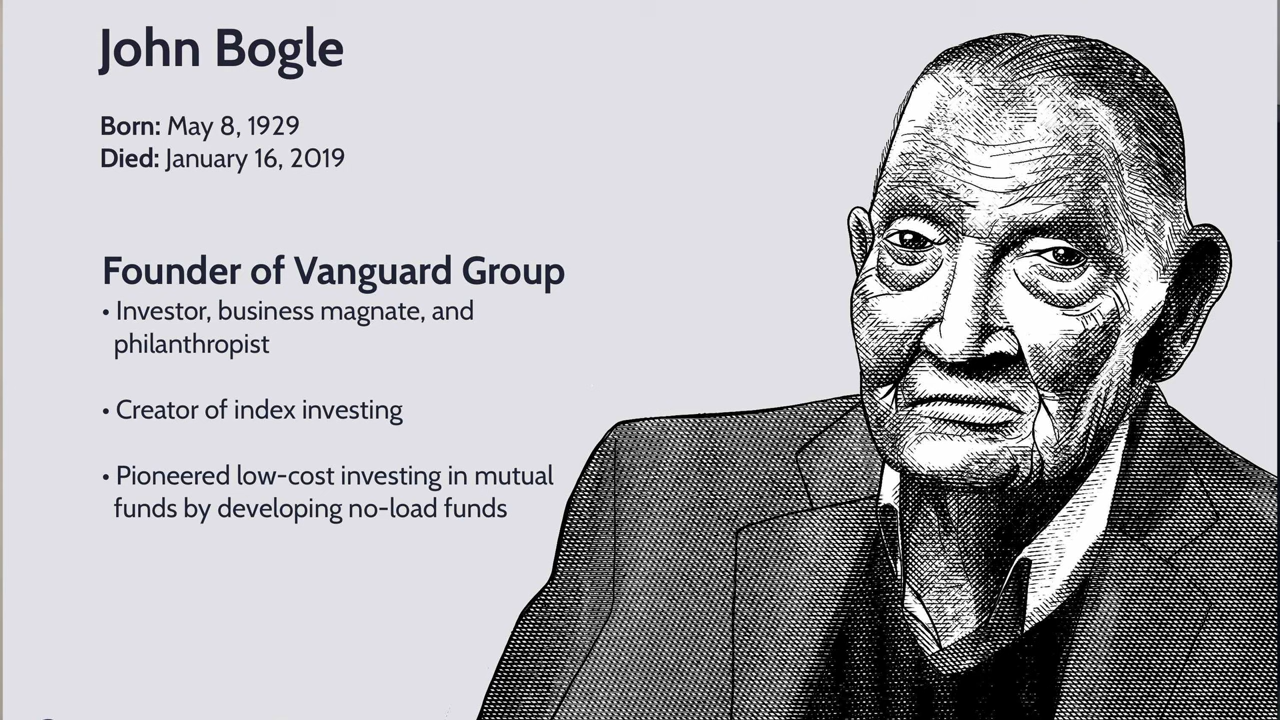 John Bogle
Born: May 8, 1929
Died: January 16, 2019
Founder of Vanguard Group
• Investor, business magnate, and
philanthropist
• Creator of index investing
• Pioneered low-cost investing in mutual
funds by developing no-load funds